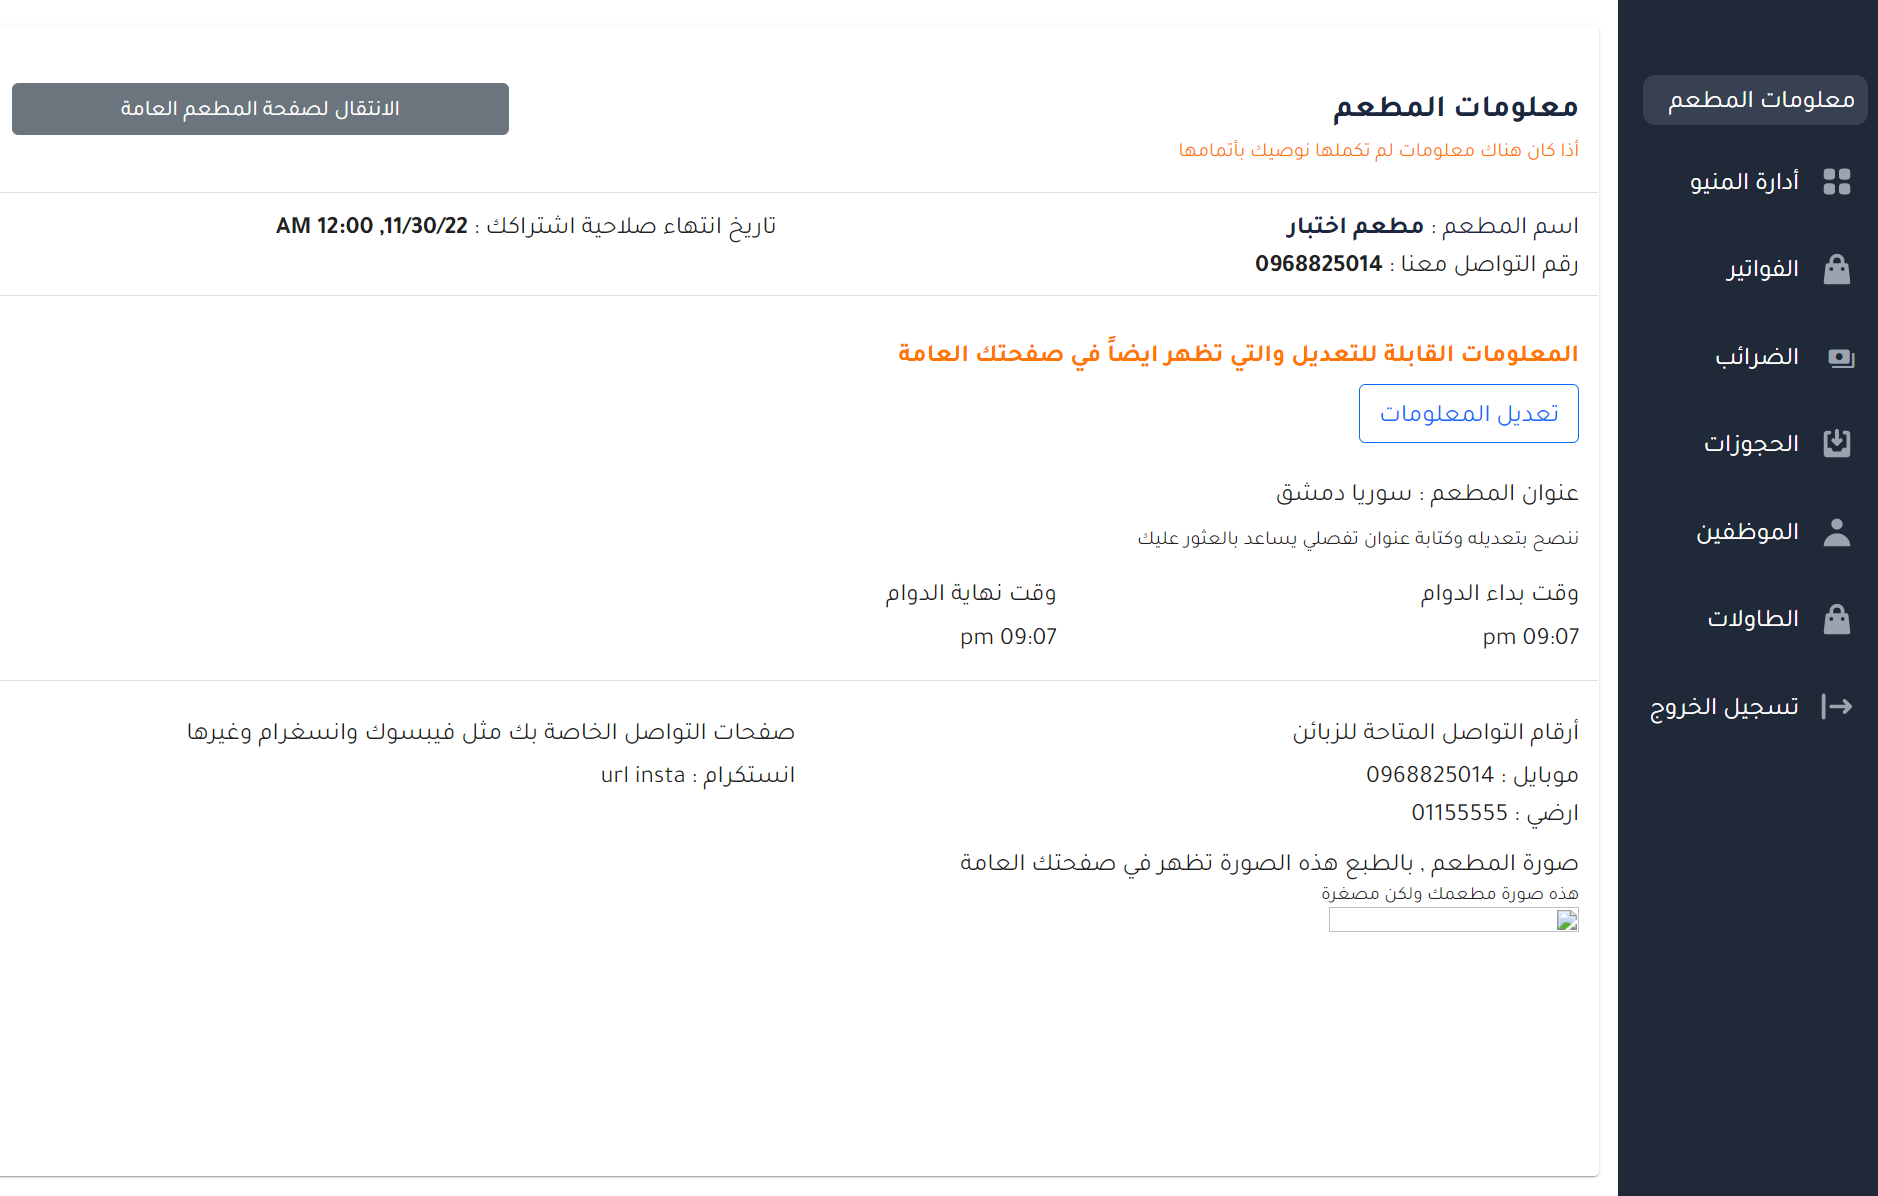 معلومات المطعم
أدارة المنيو
الفواتير
الضرائب
الحجوزات
الموظفين
الطاولات
تسجيل الخروج
معلومات المطعم
أذا كان هناك معلومات لم تكملها نوصيك بأتمامها
الانتقال لصفحة المطعم العامة
اسم المطعم : مطعم اختبار
رقم التواصل معنا : 0968825014
تاريخ انتهاء صلاحية اشتراكك : 11/30/22, 12:00 AM
المعلومات القابلة للتعديل والتي تظهر ايضاً في صفحتك العامة
تعديل المعلومات
عنوان المطعم : سوريا دمشق
ننصح بتعديله وكتابة عنوان تفصلي يساعد بالعثور عليك
وقت بداء الدوام
09:07 pm
وقت نهاية الدوام
09:07 pm
أرقام التواصل المتاحة للزبائن
موبايل : 0968825014
ارضي : 01155555
صفحات التواصل الخاصة بك مثل فيبسوك وانسغرام وغيرها
انستكرام : url insta
صورة المطعم , بالطبع هذه الصورة تظهر في صفحتك العامة
هذه صورة مطعمك ولكن مصغرة